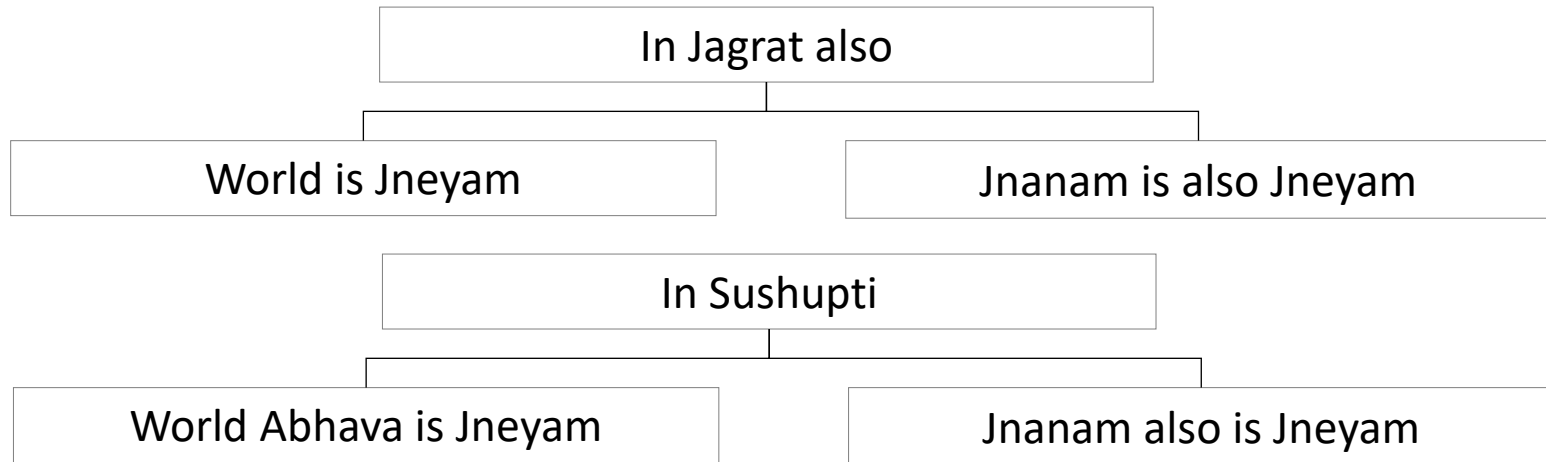 In Jagrat also
World is Jneyam
Jnanam is also Jneyam
In Sushupti
World Abhava is Jneyam
Jnanam also is Jneyam